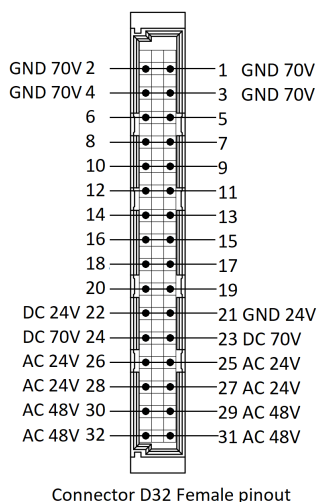 GND 70V 2 1 GND 70V
GND 70V 4 3 GND 70V
6 5
8 7
10 9
12 11
14 13
16 15
18 17
20 19
DC 24V 22 21 GND 24V
DC 70V 24 23 DC 70V
AC 24V 26 25 AC 24V
AC 24V 28 27 AC 24V
AC 48V 30 29 AC 48V
AC 48V 32 31 AC 48V
Connector D32 Female pinout